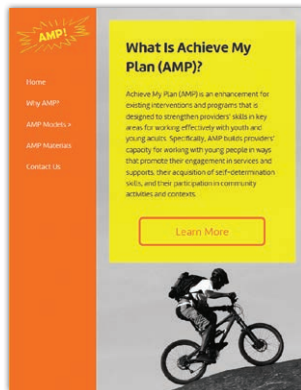 AMP!
Home
Why AMP?
AMP Models >
AMP Materials
Contact Us
What Is Achieve My
Plan (AMP)?
Achieve My Plan (AMP) is an enhancement for
existing interventions and programs that is
designed to strengthen providers' skills in key
areas for working effectively with youth and
young adults. Specifically, AMP builds providers'
capacity for working with young people in ways
that promote their engagement in services and
supports, their acquisition of self-determination
skills, and their participation in community
activities and contexts.
Learn More